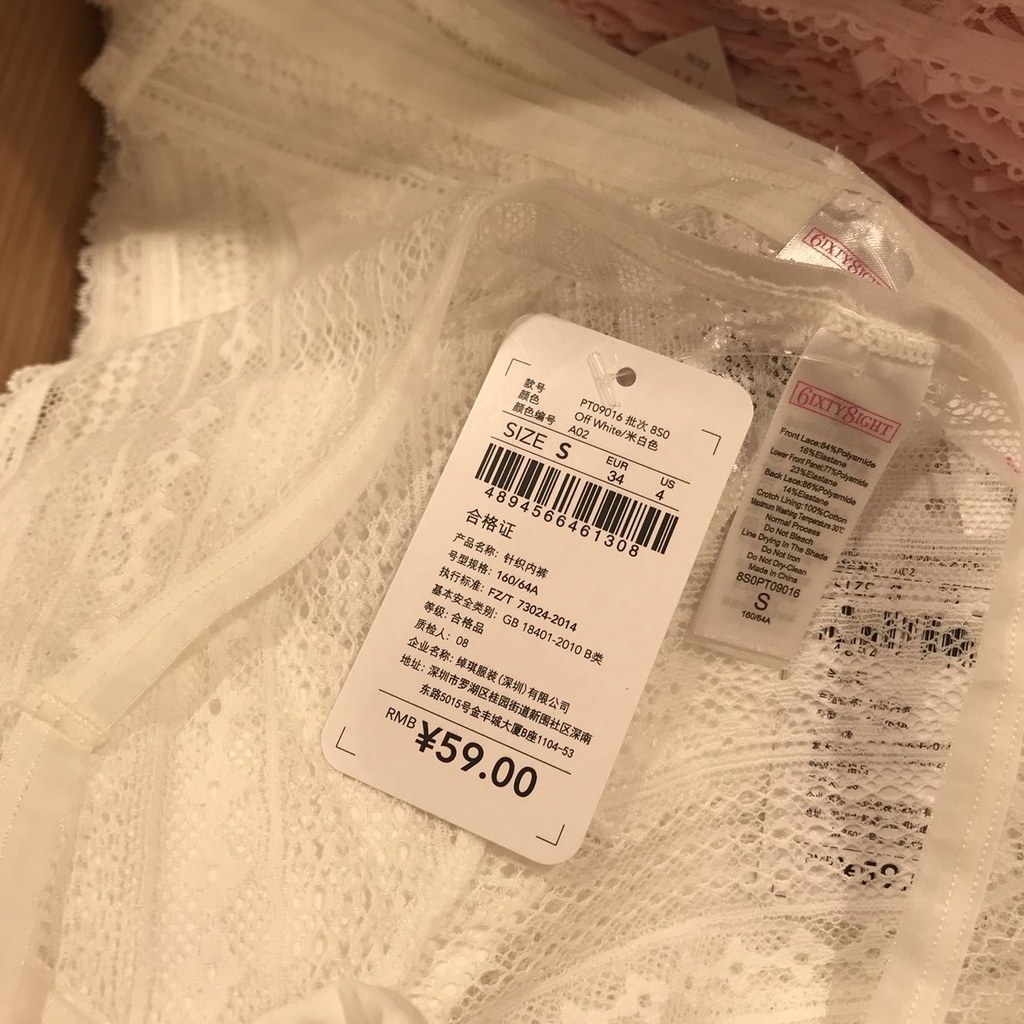 款号 PT09016 批次 8S0
颜色 Off White/米白色
颜色编号 A02
SIZE S EUR 34 US 4
4894566461308
合格证
产品名称: 针织内裤
号型规格: 160/64A
执行标准: FZ/T 73024-2014
基本安全类别: GB 18401-2010 B类
等级: 合格品
质检人: 08
企业名称: 绰琪服装(深圳)有限公司
地址: 深圳市罗湖区桂园街道新围社区深南
东路5015号金丰城大厦B座1104-53
RMB ¥59.00
6IXTY8IGHT
6IXTY8IGHT
Front Lace:84%Polyamide
16%Elastane
Lower Front Panel:77%Polyamide
23%Elastane
Back Lace:86%Polyamide
14%Elastane
Crotch Lining:100%Cotton
Maximum Washing Temperature 30℃
Normal Process
Do Not Bleach
Line Drying In The Shade
Do Not Iron
Do Not Dry-Clean
Made In China
8S0PT09016
S
160/64A